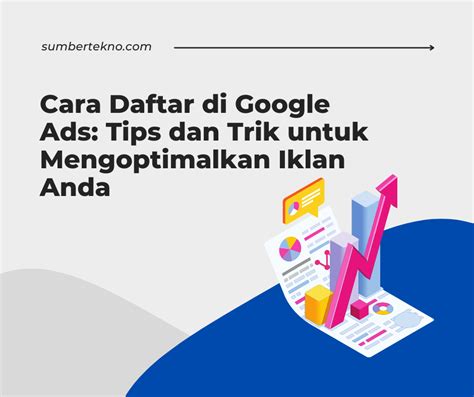 sumbertekno.com
Cara Daftar di Google
Ads: Tips dan Trik untuk
Mengoptimalkan Iklan
Anda